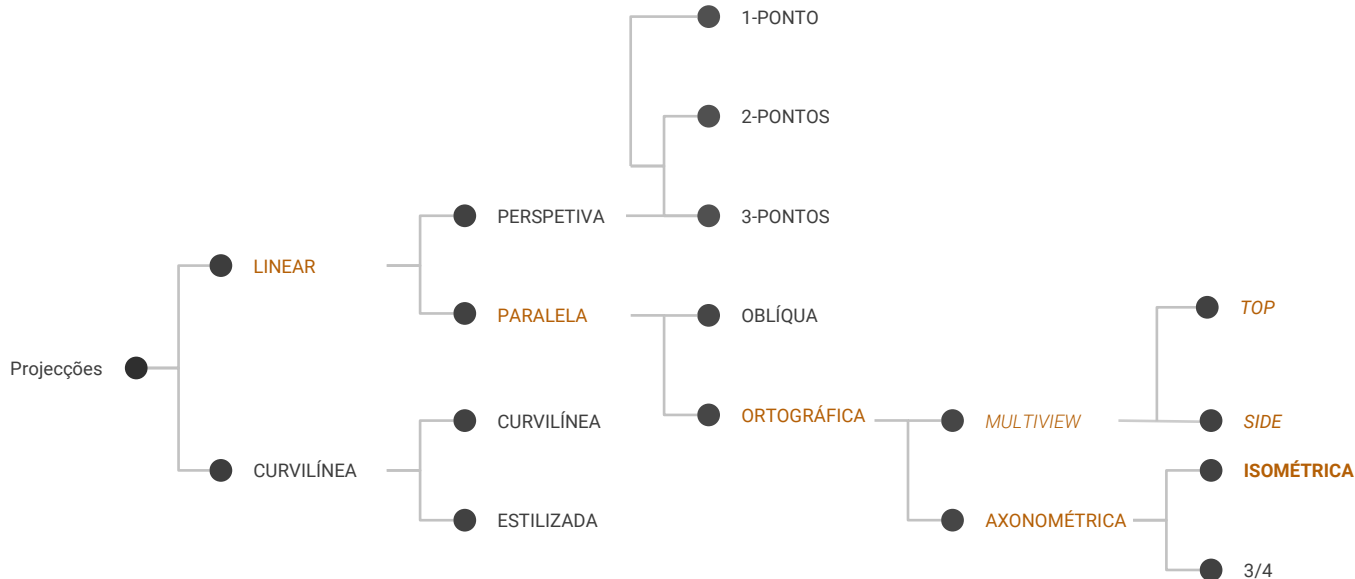 1-PONTO
2-PONTOS
PERSPETIVA
3-PONTOS
LINEAR
TOP
PARALELA
OBLÍQUA
Projecções
ORTOGRÁFICA
MULTIVIEW
SIDE
CURVILÍNEA
CURVILÍNEA
ISOMÉTRICA
ESTILIZADA
AXONOMÉTRICA
3/4